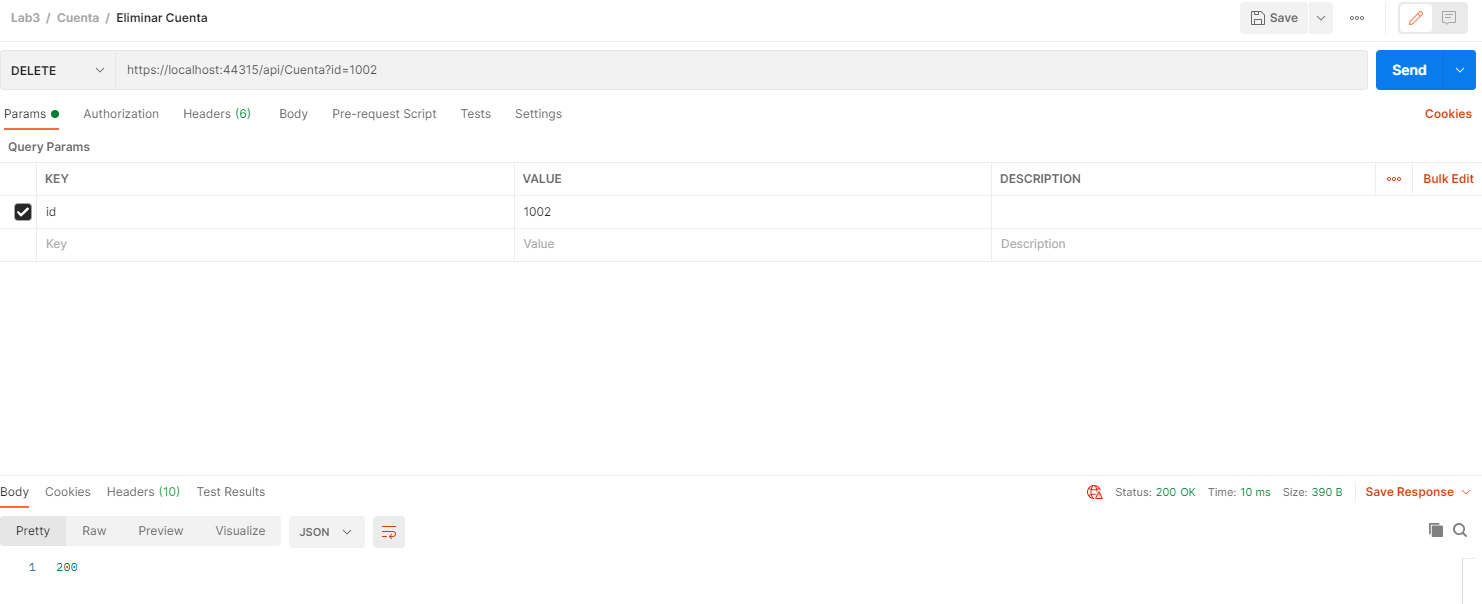 Lab3 / Cuenta / Eliminar Cuenta
Save
DELETE
https://localhost:44315/api/Cuenta?id=1002
Send
Params
Authorization
Headers (6)
Body
Pre-request Script
Tests
Settings
Cookies
Query Params
KEY
VALUE
DESCRIPTION
Bulk Edit
id
1002
Key
Value
Description
Body
Cookies
Headers (10)
Test Results
Status: 200 OK
Time: 10 ms
Size: 390 B
Save Response
Pretty
Raw
Preview
Visualize
JSON
1 200